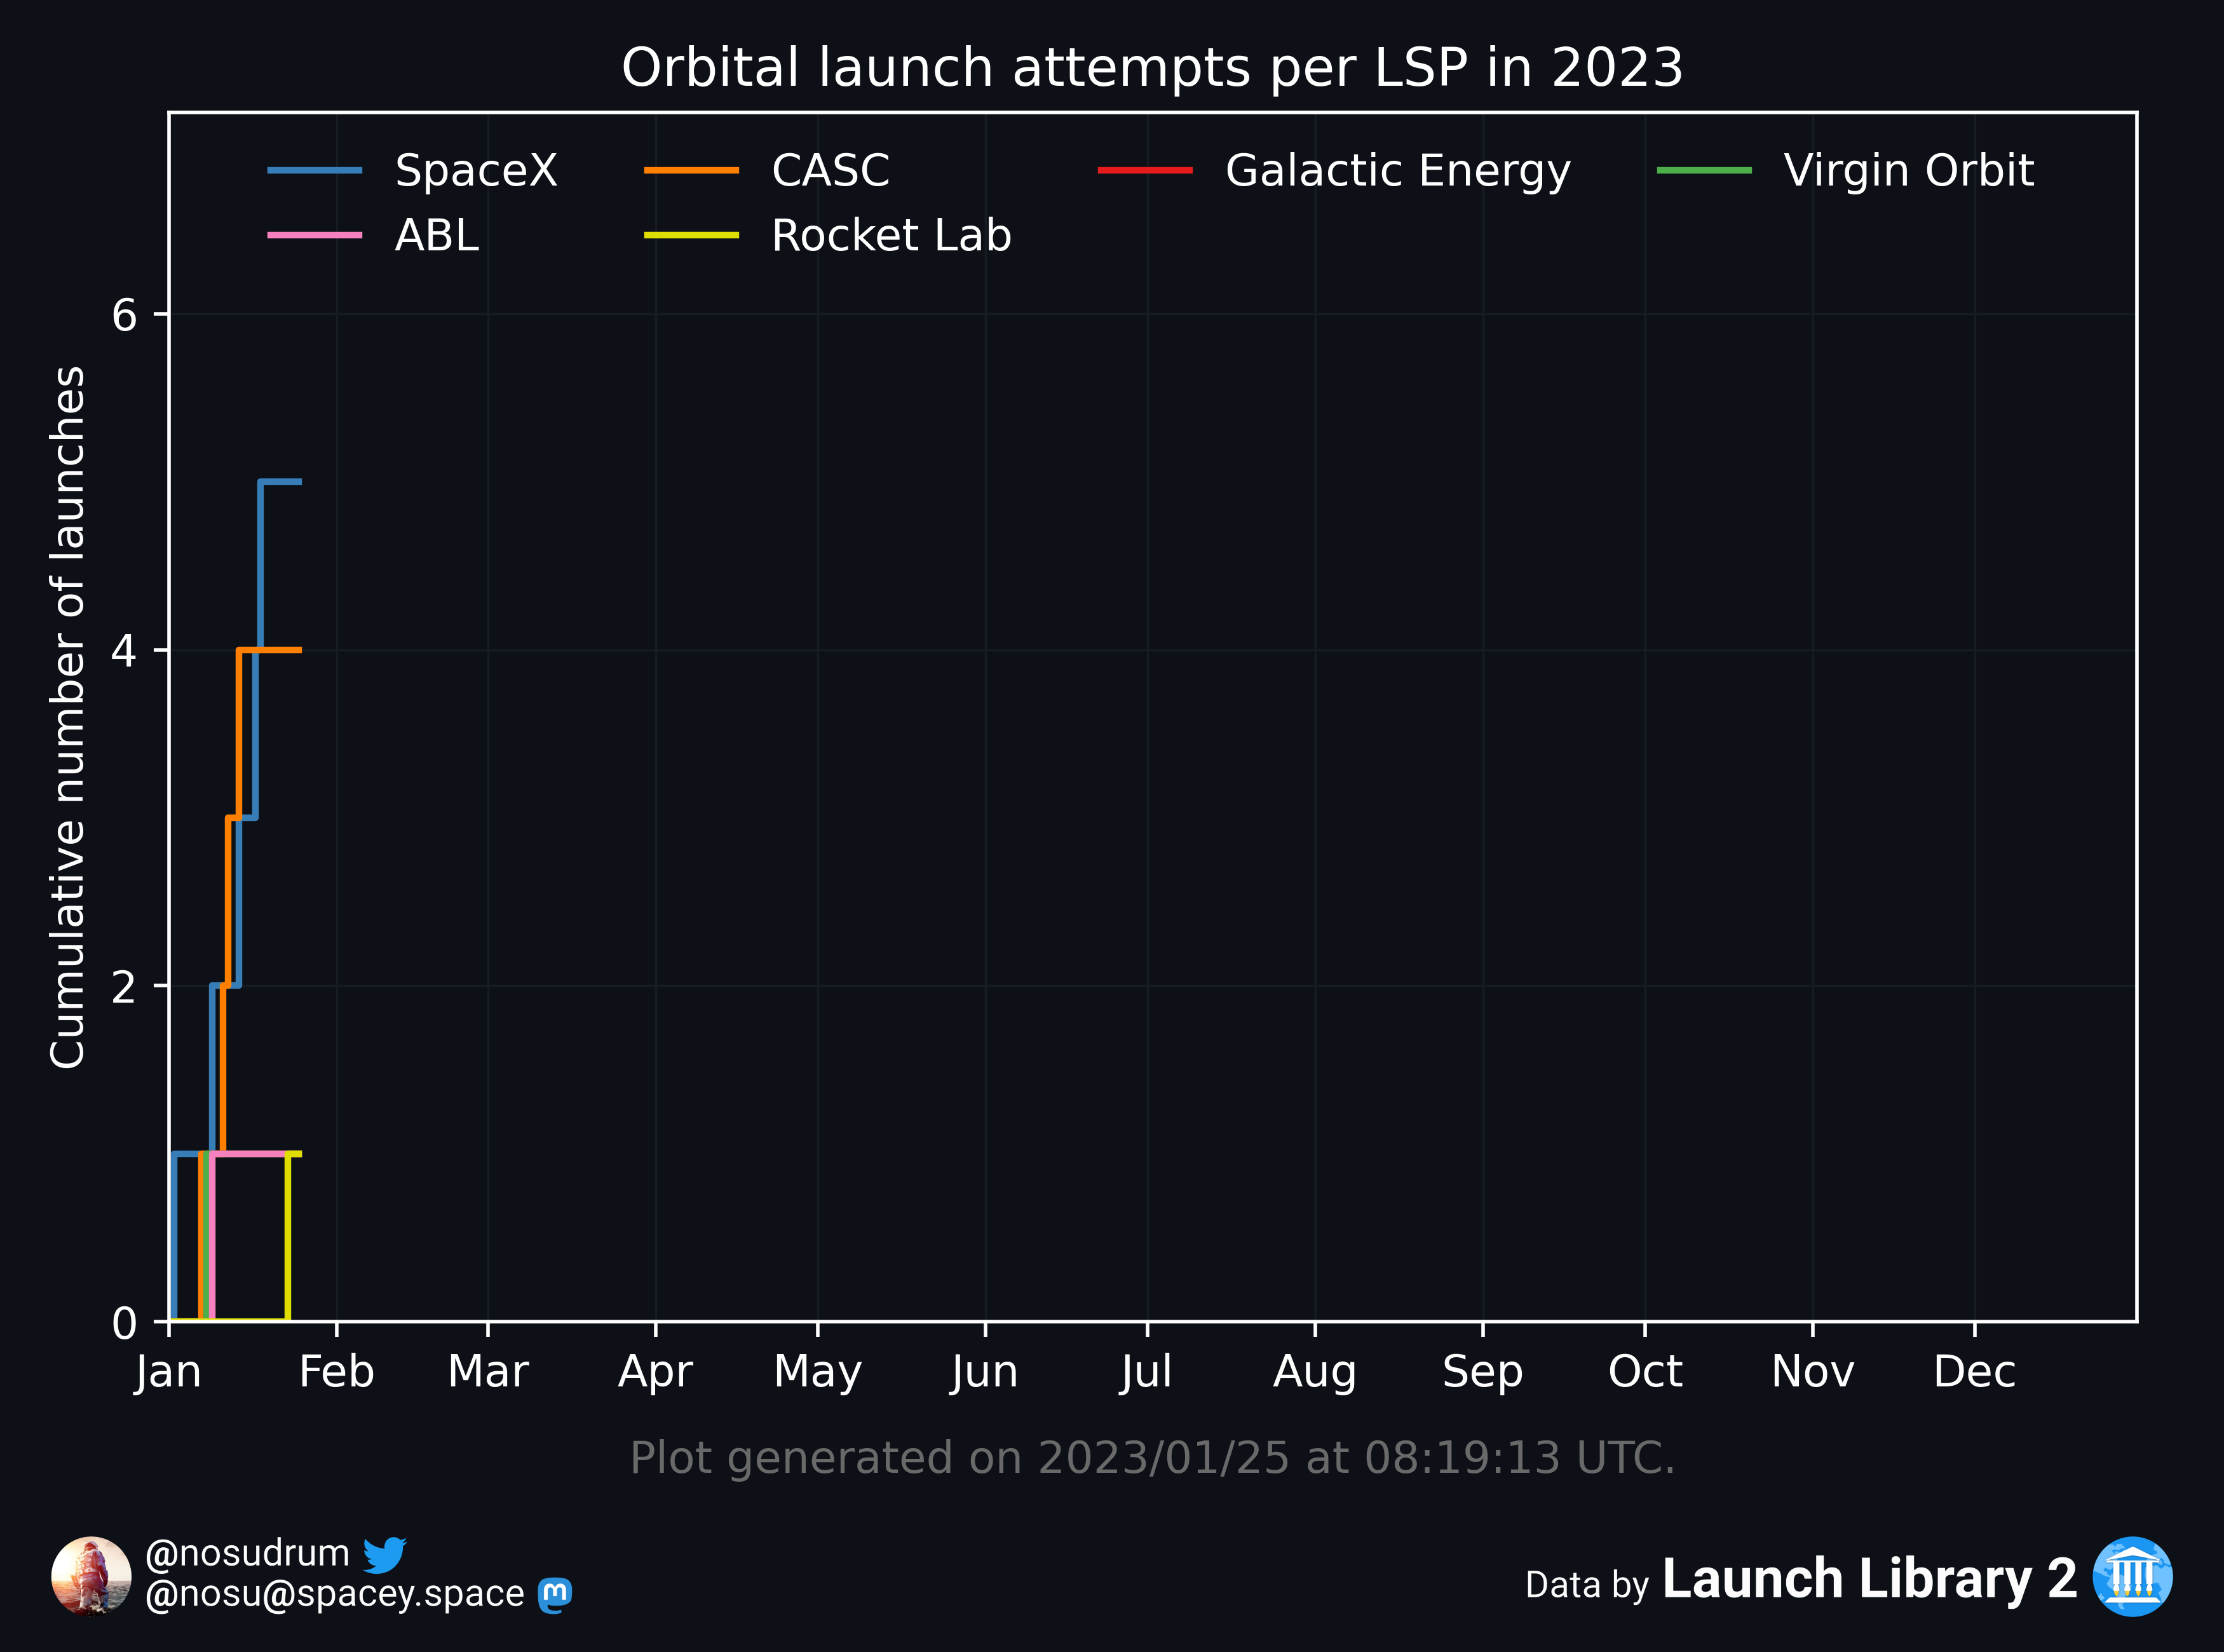 Orbital launch attempts per LSP in 2023
SpaceX CASC Galactic Energy Virgin Orbit
ABL Rocket Lab
Cumulative number of launches
6
4
2
0
Jan Feb Mar Apr May Jun Jul Aug Sep Oct Nov Dec
Plot generated on 2023/01/25 at 08:19:13 UTC.
@nosudrum
@nosu@spacey.space
Data by Launch Library 2